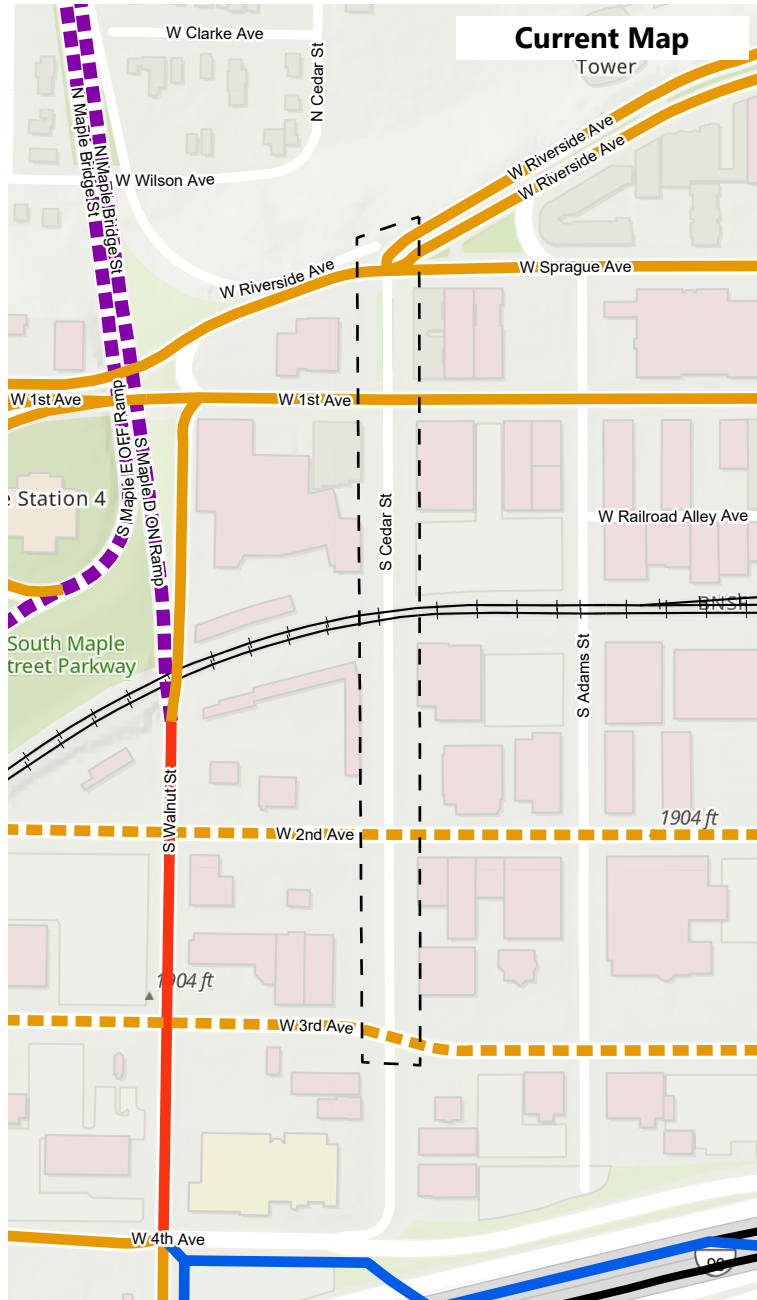 Current Map
W Clarke Ave
N Cedar St
Tower
N Maple Bridge St
N Maple Bridge St
W Wilson Ave
W Riverside Ave
W Riverside Ave
W Riverside Ave
W Sprague Ave
W 1st Ave
W 1st Ave
S Maple E OFF Ramp
S Maple D ON Ramp
e Station 4
S Cedar St
W Railroad Alley Ave
BNSF
South Maple
treet Parkway
S Adams St
S Walnut St
1904 ft
W 2nd Ave
1904 ft
W 3rd Ave
W 4th Ave
90